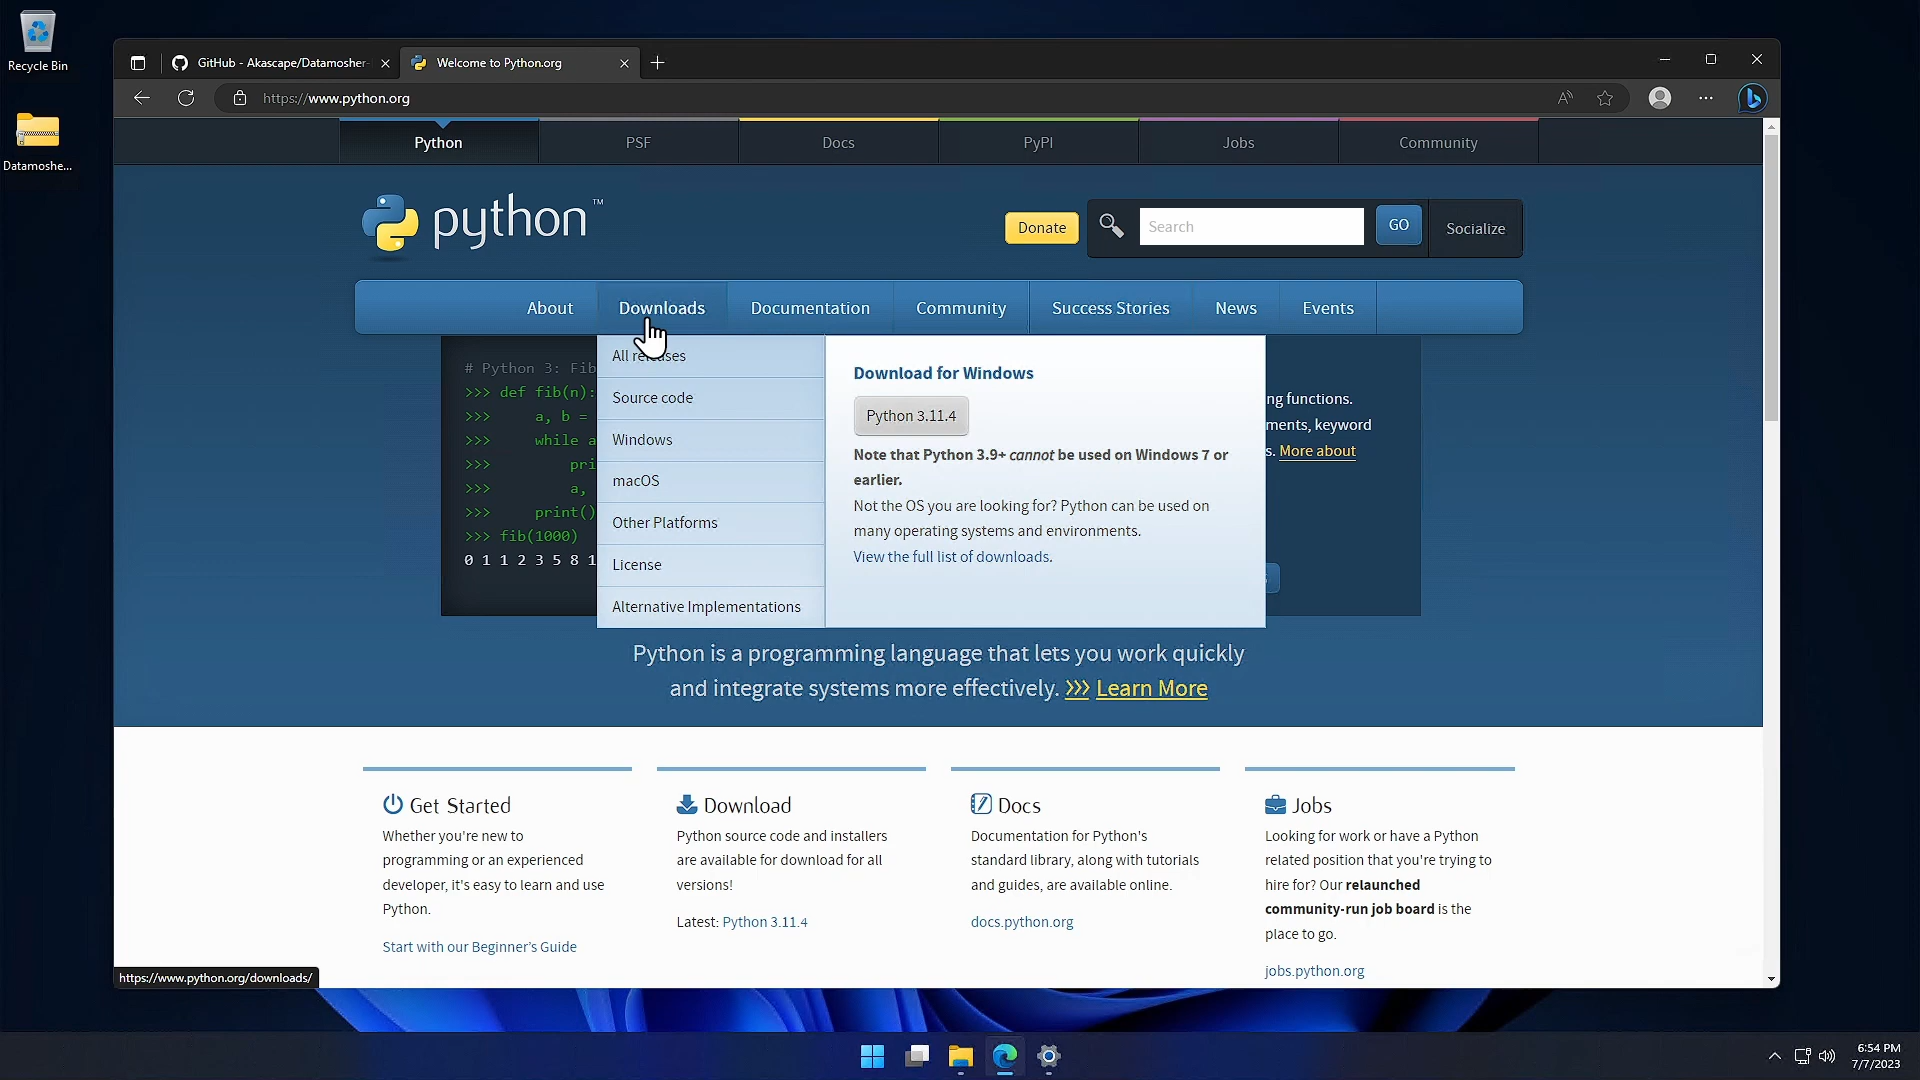 Recycle Bin
Datamoshe...
GitHub - Akascape/Datamosher-
Welcome to Python.org
https://www.python.org
Python
PSF
Docs
PyPI
Jobs
Community
python™
Donate
Search
GO
Socialize
About
Downloads
Documentation
Community
Success Stories
News
Events
# Python 3: Fib
>>> def fib(n):
>>> a, b =
>>> while a
>>> pri
>>> a,
>>> print()
>>> fib(1000)
0 1 1 2 3 5 8 1
All releases
Source code
Windows
macOS
Other Platforms
License
Alternative Implementations
Download for Windows
Python 3.11.4
Note that Python 3.9+ cannot be used on Windows 7 or
earlier.
Not the OS you are looking for? Python can be used on
many operating systems and environments.
View the full list of downloads.
ng functions.
ments, keyword
s. More about
Python is a programming language that lets you work quickly
and integrate systems more effectively. >>> Learn More
Get Started
Whether you're new to
programming or an experienced
developer, it's easy to learn and use
Python.
Start with our Beginner's Guide
Download
Python source code and installers
are available for download for all
versions!
Latest: Python 3.11.4
Docs
Documentation for Python's
standard library, along with tutorials
and guides, are available online.
docs.python.org
Jobs
Looking for work or have a Python
related position that you're trying to
hire for? Our relaunched
community-run job board is the
place to go.
jobs.python.org
https://www.python.org/downloads/
6:54 PM
7/7/2023